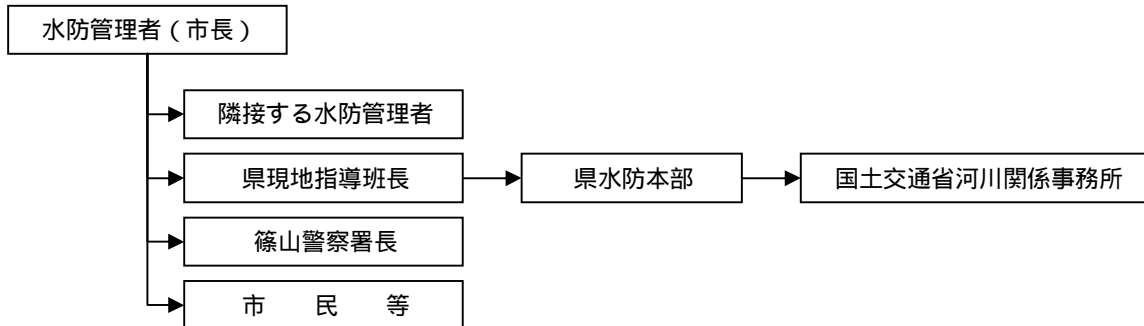 水防管理者（市長）
隣接する水防管理者
県現地指導班長
県水防本部
国土交通省河川関係事務所
篠山警察署長
市　民　等